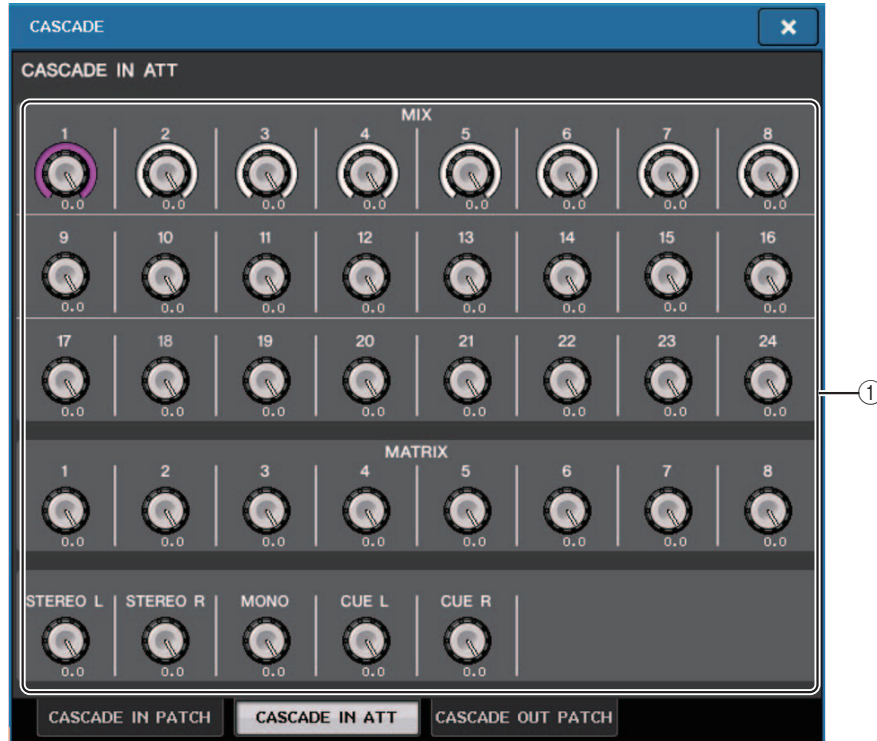 CASCADE
CASCADE IN ATT
MIX
1 2 3 4 5 6 7 8
0.0 0.0 0.0 0.0 0.0 0.0 0.0 0.0
9 10 11 12 13 14 15 16
0.0 0.0 0.0 0.0 0.0 0.0 0.0 0.0
17 18 19 20 21 22 23 24
0.0 0.0 0.0 0.0 0.0 0.0 0.0 0.0
①
MATRIX
1 2 3 4 5 6 7 8
0.0 0.0 0.0 0.0 0.0 0.0 0.0 0.0
STEREO L STEREO R MONO CUE L CUE R
0.0 0.0 0.0 0.0 0.0
CASCADE IN PATCH CASCADE IN ATT CASCADE OUT PATCH